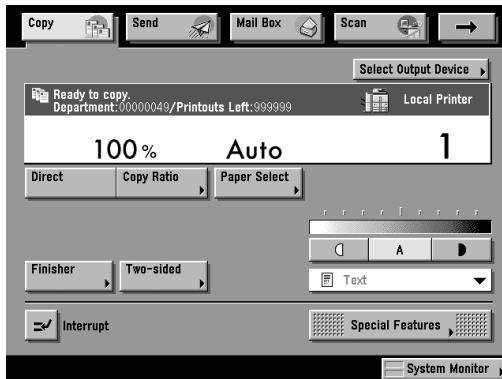 Copy
Send
Mail Box
Scan
Select Output Device
Ready to copy.
Department:00000049/Printouts Left:999999
Local Printer
100 %
Auto
1
Direct
Copy Ratio
Paper Select
A
Finisher
Two-sided
Text
Interrupt
Special Features
System Monitor